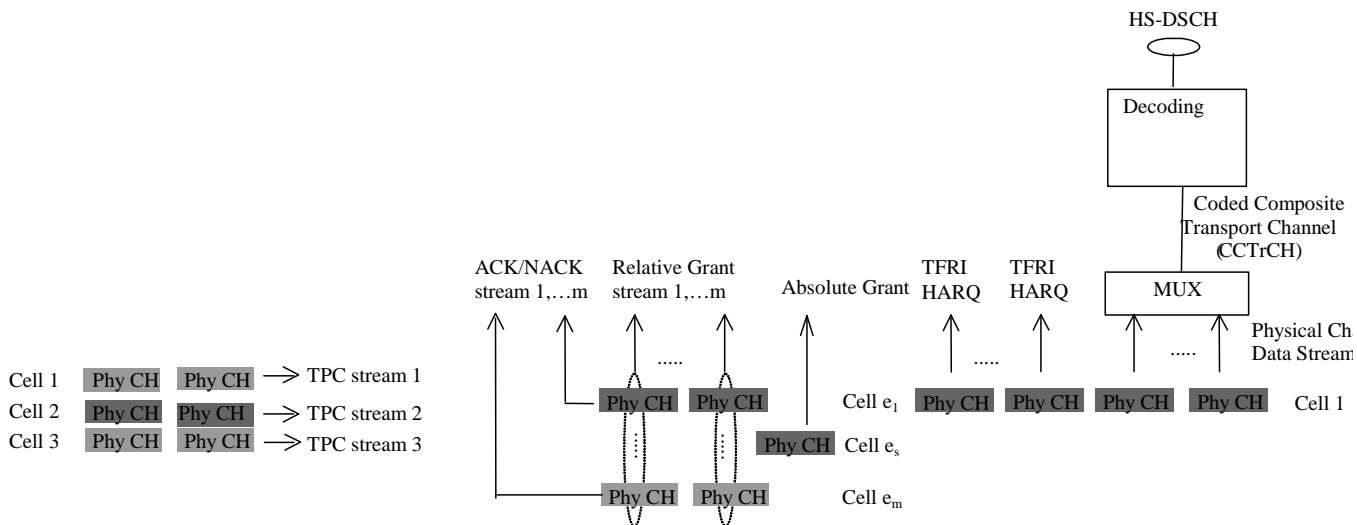 HS-DSCH
Decoding
Coded Composite
Transport Channel
(CCTrCH)
MUX
ACK/NACK
stream 1,…m
Relative Grant
stream 1,…m
Absolute Grant
TFRI
HARQ
TFRI
HARQ
Physical Cha
Data Stream
.....
.....
.....
Cell 1 Phy CH Phy CH TPC stream 1
Cell 2 Phy CH Phy CH TPC stream 2
Cell 3 Phy CH Phy CH TPC stream 3
Phy CH Phy CH Cell e1 Phy CH Phy CH Phy CH Phy CH Cell 1
Phy CH Cell es
Phy CH Phy CH Cell em